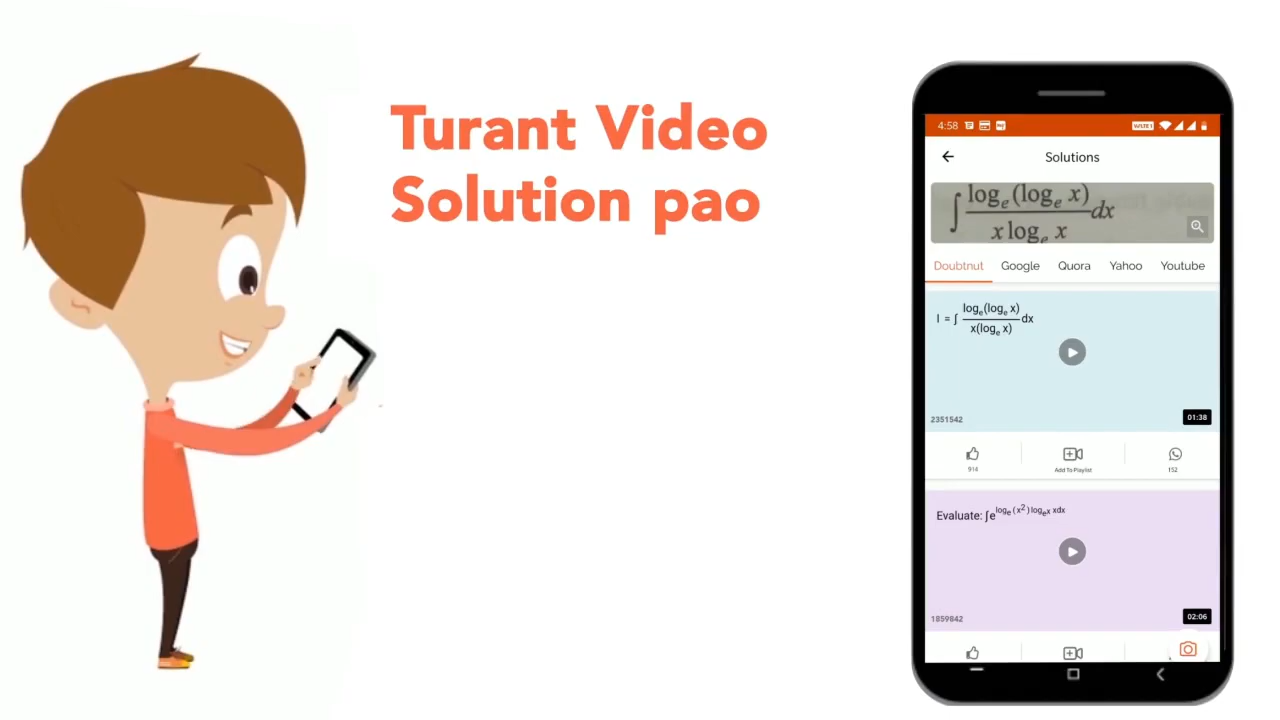 Turant Video
Solution pao
4:58
VoLTE1
Solutions
∫ logₑ(logₑ x) / x logₑ x dx
Doubtnut Google Quora Yahoo Youtube
I = ∫ logₑ(logₑ x) / x(logₑ x) dx
2351542 01:38
914 Add To Playlist 152
Evaluate: ∫e^logₑ(x²)logₑx xdx
1859842 02:06